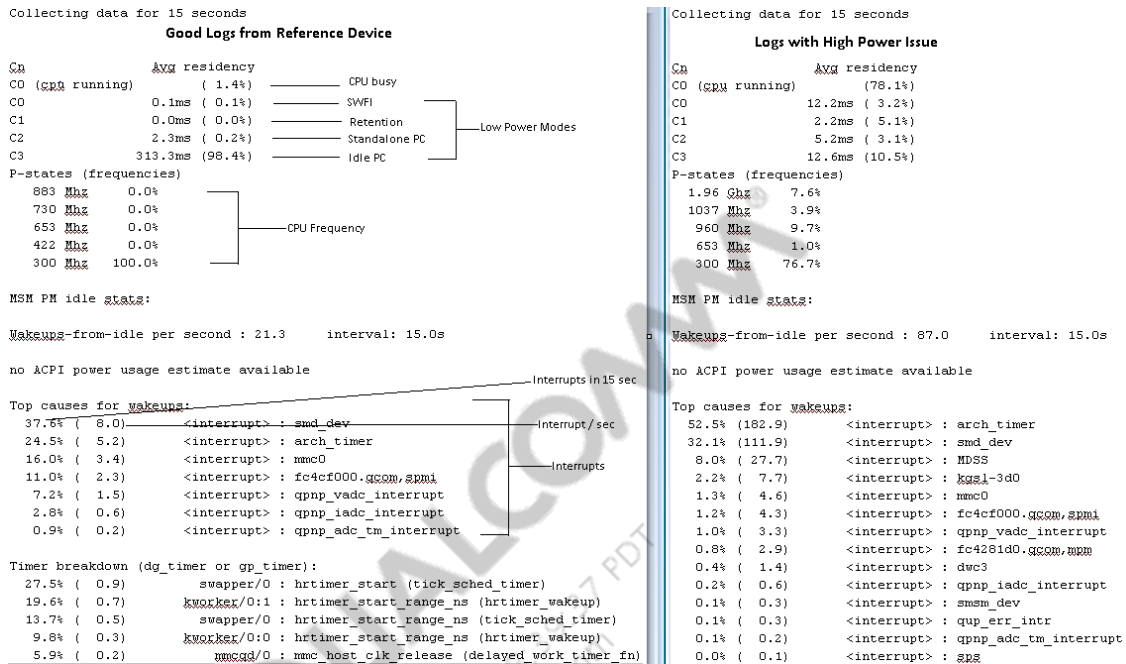 Collecting data for 15 seconds
Good Logs from Reference Device
Cn Avg residency
C0 (cpu running) ( 1.4%) CPU busy
C0 0.1ms ( 0.1%) SWFI
C1 0.0ms ( 0.0%) Retention
C2 2.3ms ( 0.2%) Standalone PC
C3 313.3ms (98.4%) Idle PC
Low Power Modes
P-states (frequencies)
883 Mhz 0.0%
730 Mhz 0.0%
653 Mhz 0.0%
422 Mhz 0.0%
300 Mhz 100.0%
CPU Frequency
MSM PM idle stats:
Wakeups-from-idle per second : 21.3 interval: 15.0s
no ACPI power usage estimate available
Interrupts in 15 sec
Top causes for wakeups:
37.6% ( 8.0) <interrupt> : smd_dev Interrupt / sec
24.5% ( 5.2) <interrupt> : arch_timer
16.0% ( 3.4) <interrupt> : mmc0 Interrupts
11.0% ( 2.3) <interrupt> : fc4cf000.qcom,spmi
7.2% ( 1.5) <interrupt> : qpnp_vadc_interrupt
2.8% ( 0.6) <interrupt> : qpnp_iadc_interrupt
0.9% ( 0.2) <interrupt> : qpnp_adc_tm_interrupt
Timer breakdown (dg_timer or gp_timer):
27.5% ( 0.9) swapper/0 : hrtimer_start (tick_sched_timer)
19.6% ( 0.7) kworker/0:1 : hrtimer_start_range_ns (hrtimer_wakeup)
13.7% ( 0.5) swapper/0 : hrtimer_start_range_ns (tick_sched_timer)
9.8% ( 0.3) kworker/0:0 : hrtimer_start_range_ns (hrtimer_wakeup)
5.9% ( 0.2) mmcqd/0 : mmc_host_clk_release (delayed_work_timer_fn)
Collecting data for 15 seconds
Logs with High Power Issue
Cn Avg residency
C0 (cpu running) (78.1%)
C0 12.2ms ( 3.2%)
C1 2.2ms ( 5.1%)
C2 5.2ms ( 3.1%)
C3 12.6ms (10.5%)
P-states (frequencies)
1.96 Ghz 7.6%
1037 Mhz 3.9%
960 Mhz 9.7%
653 Mhz 1.0%
300 Mhz 76.7%
MSM PM idle stats:
Wakeups-from-idle per second : 87.0 interval: 15.0s
no ACPI power usage estimate available
Top causes for wakeups:
52.5% (182.9) <interrupt> : arch_timer
32.1% (111.9) <interrupt> : smd_dev
8.0% ( 27.7) <interrupt> : MDSS
2.2% ( 7.7) <interrupt> : kgsl-3d0
1.3% ( 4.6) <interrupt> : mmc0
1.2% ( 4.3) <interrupt> : fc4cf000.qcom,spmi
1.0% ( 3.3) <interrupt> : qpnp_vadc_interrupt
0.8% ( 2.9) <interrupt> : fc4281d0.qcom,mpm
0.4% ( 1.4) <interrupt> : dwc3
0.2% ( 0.6) <interrupt> : qpnp_iadc_interrupt
0.1% ( 0.3) <interrupt> : smsm_dev
0.1% ( 0.3) <interrupt> : qup_err_intr
0.1% ( 0.2) <interrupt> : qpnp_adc_tm_interrupt
0.0% ( 0.1) <interrupt> : sps
QUALCOMM®
PDT